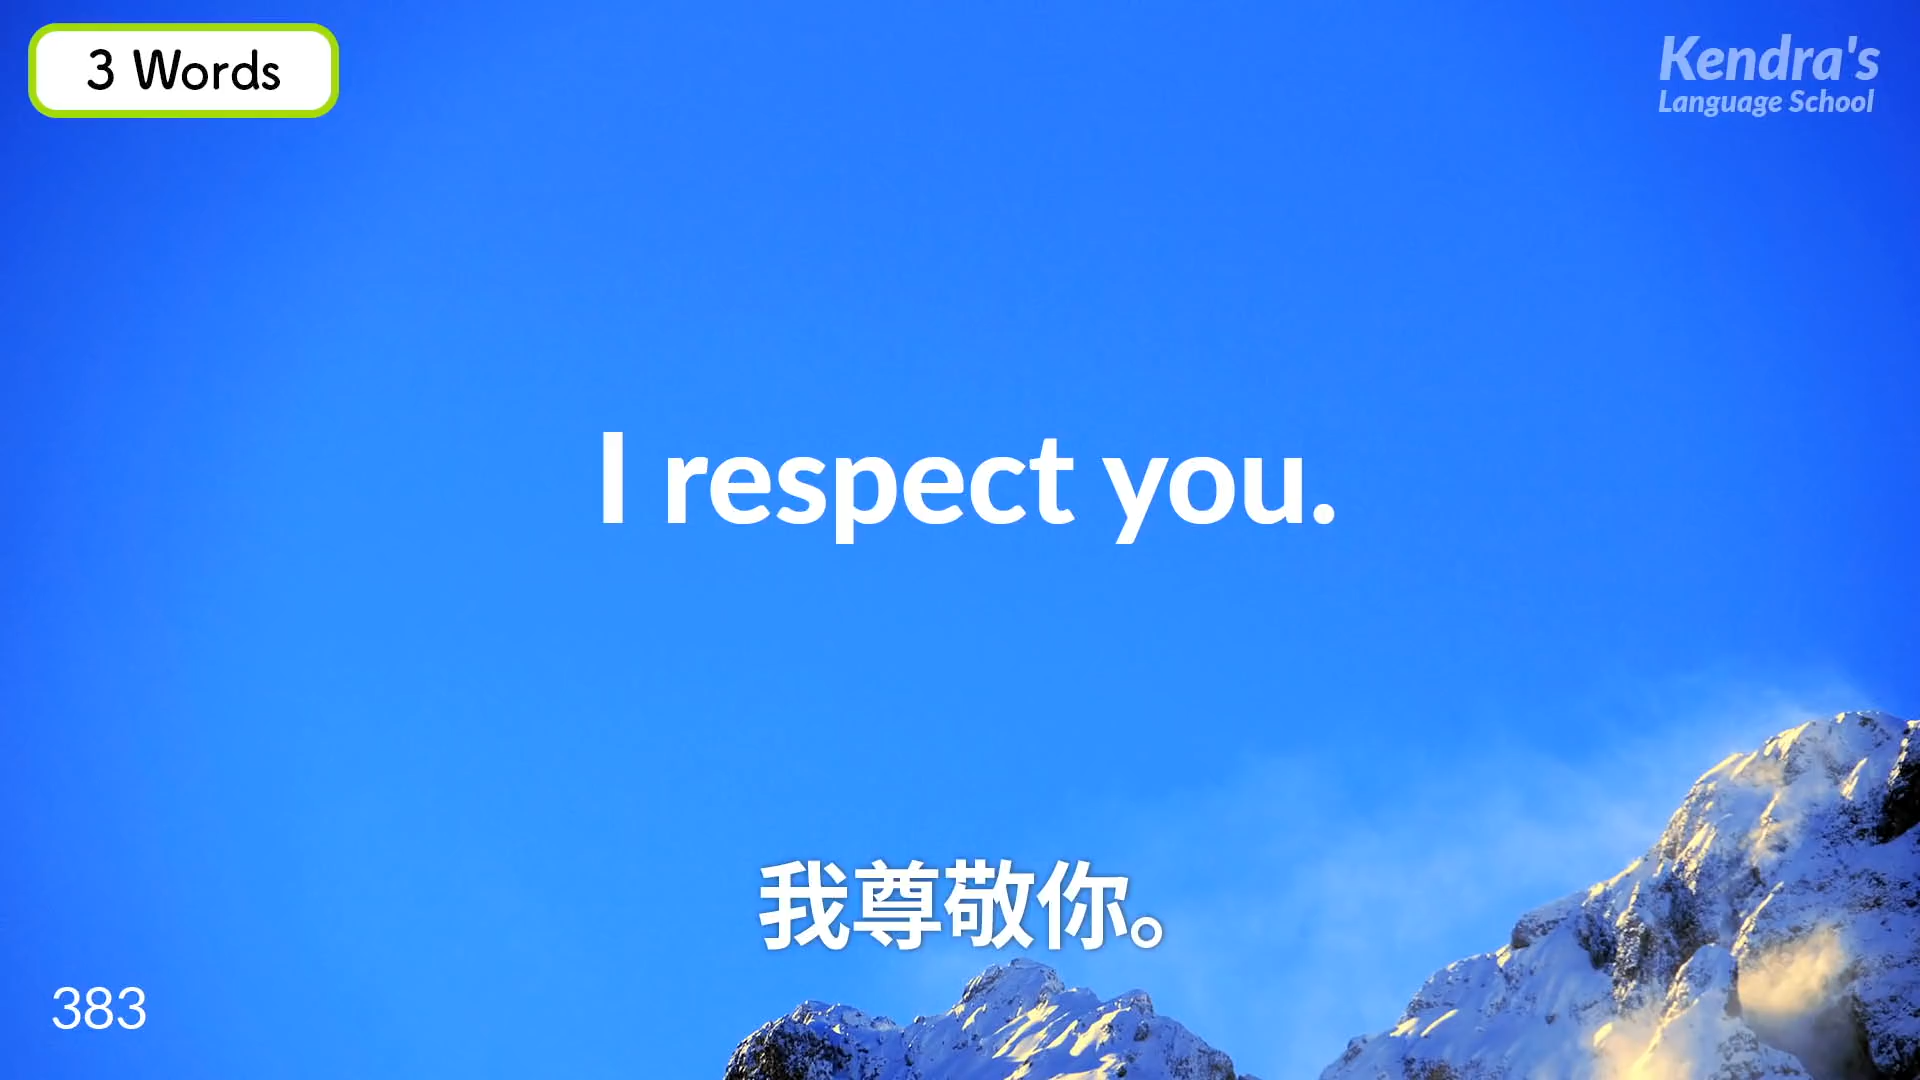 3 Words
Kendra's
Language School
I respect you.
我尊敬你。
383